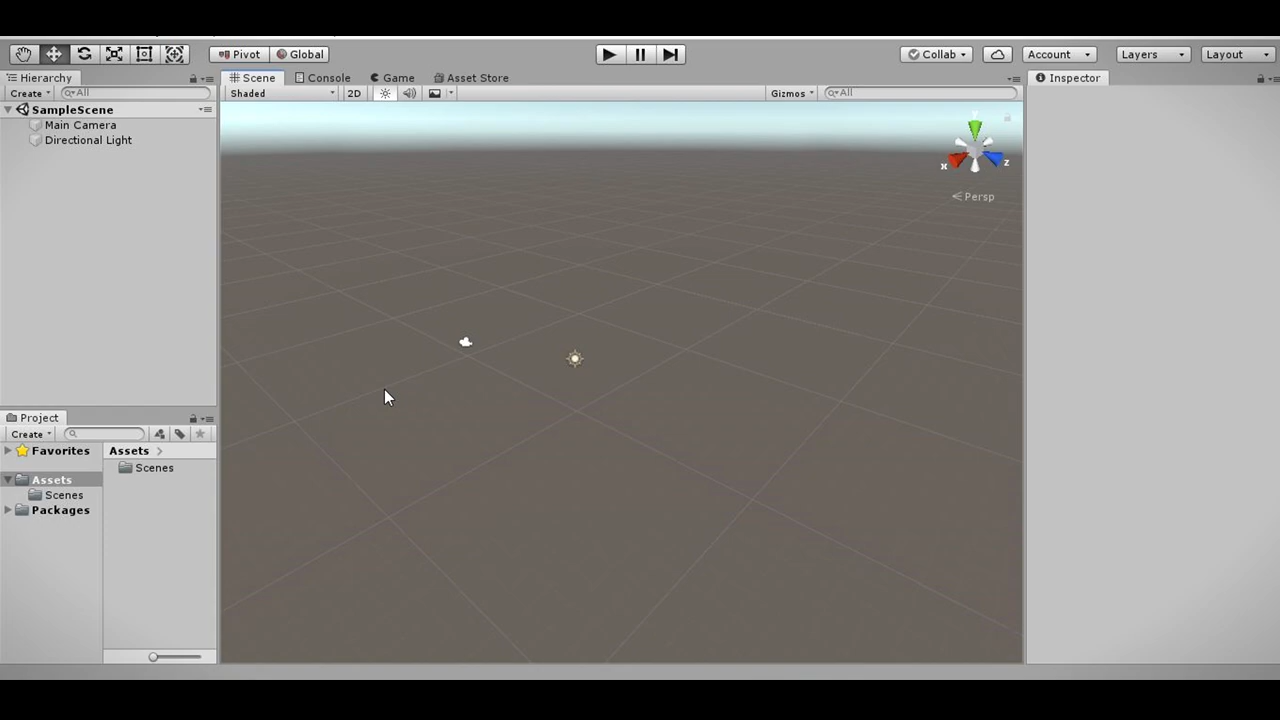 Pivot Global Collab Account Layers Layout
Hierarchy Scene Console Game Asset Store Inspector
Create All Shaded 2D Gizmos All
SampleScene
Main Camera
Directional Light
y
x z
Persp
Project
Create
Favorites Assets
Scenes
Assets
Scenes
Packages